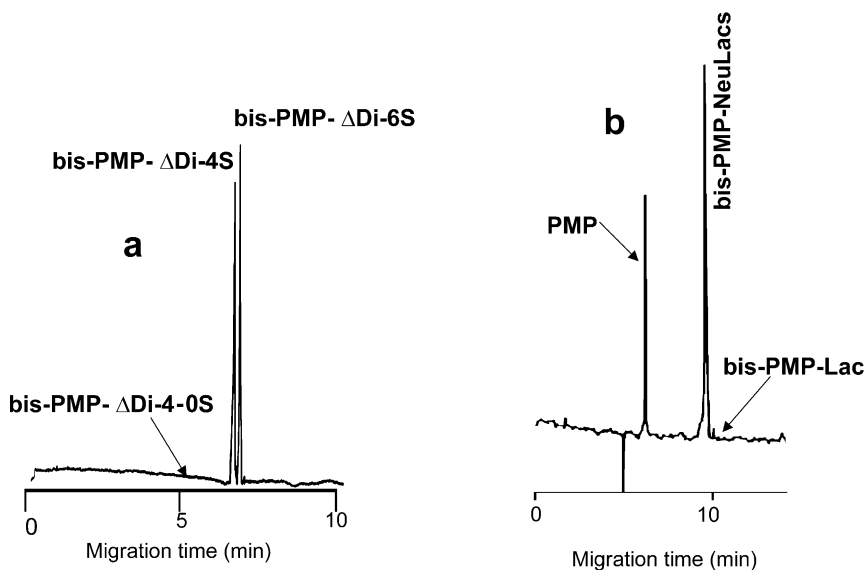 bis-PMP- ΔDi-6S
bis-PMP- ΔDi-4S
a
bis-PMP- ΔDi-4-0S
0
5
10
Migration time (min)
b
bis-PMP-NeuLacs
PMP
bis-PMP-Lac
0
10
Migration time (min)